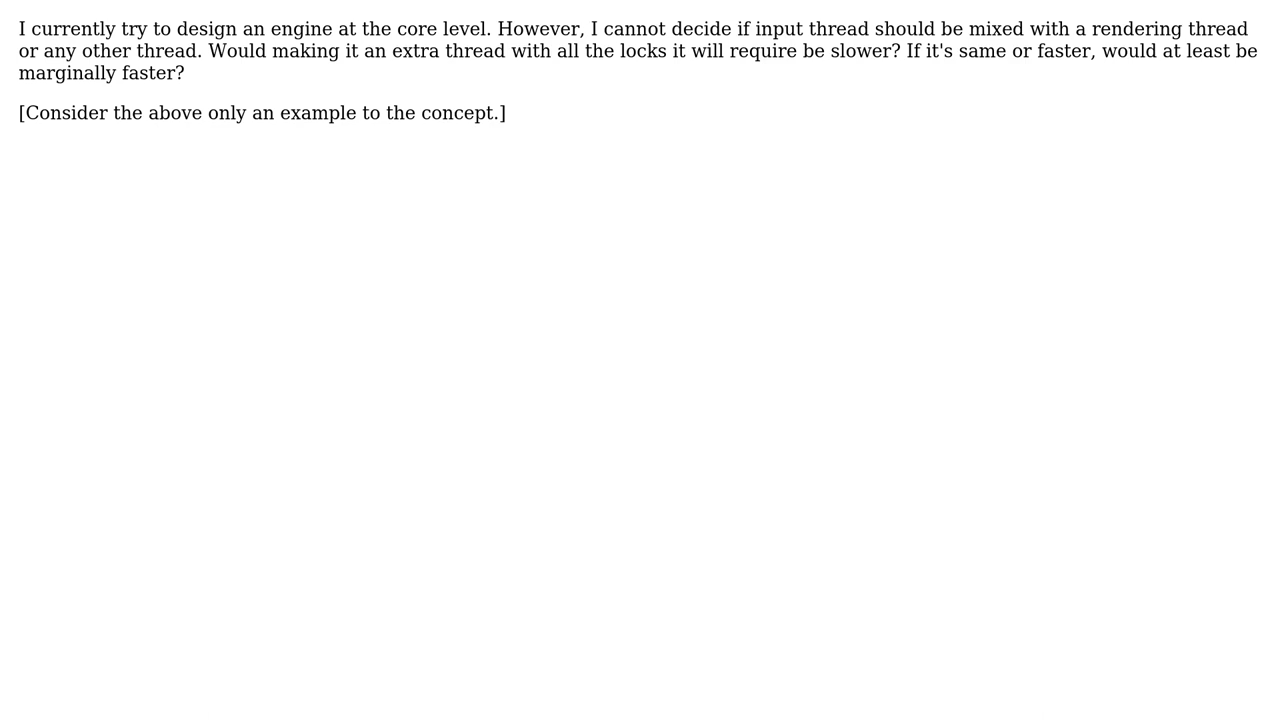 I currently try to design an engine at the core level. However, I cannot decide if input thread should be mixed with a rendering thread
or any other thread. Would making it an extra thread with all the locks it will require be slower? If it's same or faster, would at least be
marginally faster?
[Consider the above only an example to the concept.]